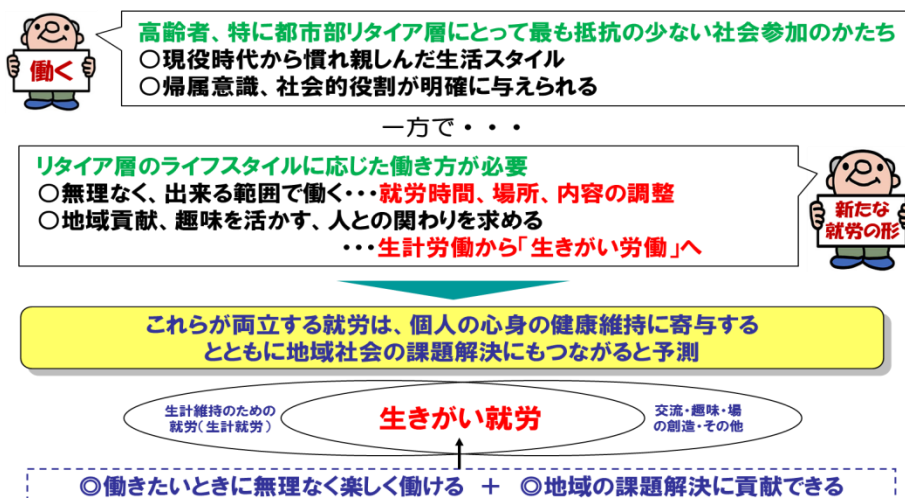 高齢者、特に都市部リタイア層にとって最も抵抗の少ない社会参加のかたち
働く
〇現役時代から慣れ親しんだ生活スタイル
〇帰属意識、社会的役割が明確に与えられる
一方で・・・
リタイア層のライフスタイルに応じた働き方が必要
〇無理なく、出来る範囲で働く・・・就労時間、場所、内容の調整
〇地域貢献、趣味を活かす、人との関わりを求める
・・・生計労働から「生きがい労働」へ
新たな
就労の形
これらが両立する就労は、個人の心身の健康維持に寄与する
とともに地域社会の課題解決にもつながると予測
生計維持のための
就労(生計就労)
生きがい就労
交流・趣味・場
の創造・その他
◎働きたいときに無理なく楽しく働ける ＋ ◎地域の課題解決に貢献できる